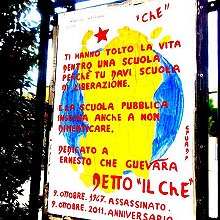 "CHE"
TI HANNO TOLTO LA VITA
DENTRO UNA SCUOLA
PERCHÉ TU DAVI SCUOLA
DI LIBERAZIONE.
E LA SCUOLA PUBBLICA
INSEGNA ANCHE A NON
DIMENTICARE.
DEDICATO A
ERNESTO CHE GUEVARA
DETTO "IL CHE"
9. OTTOBRE. 1967. ASSASSINATO
9. OTTOBRE. 2011. ANNIVERSARIO